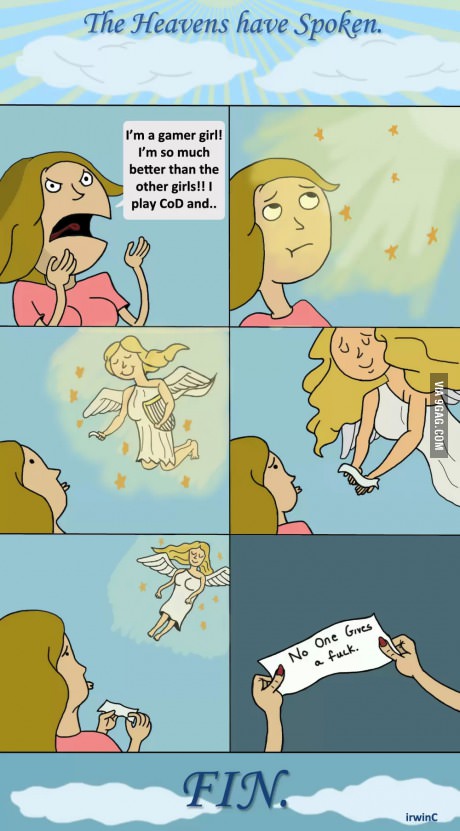 The Heavens have Spoken.
I'm a gamer girl!
I'm so much
better than the
other girls!! I
play CoD and..
VIA 9GAG.COM
No One Gives
a fuck.
FIN.
irwinC